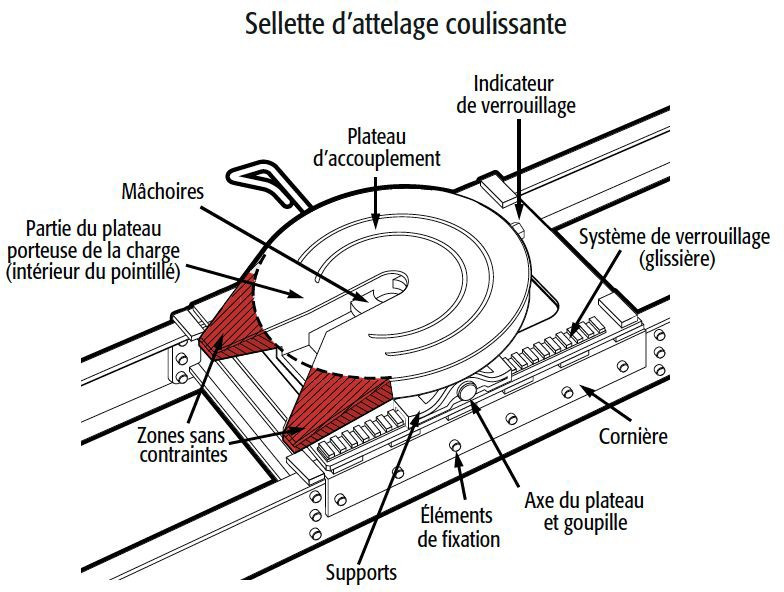 Sellette d’attelage coulissante
Indicateur
de verrouillage
Plateau
d’accouplement
Mâchoires
Partie du plateau
porteuse de la charge
(intérieur du pointillé)
Système de verrouillage
(glissière)
Zones sans
contraintes
Cornière
Axe du plateau
et goupille
Éléments
de fixation
Supports